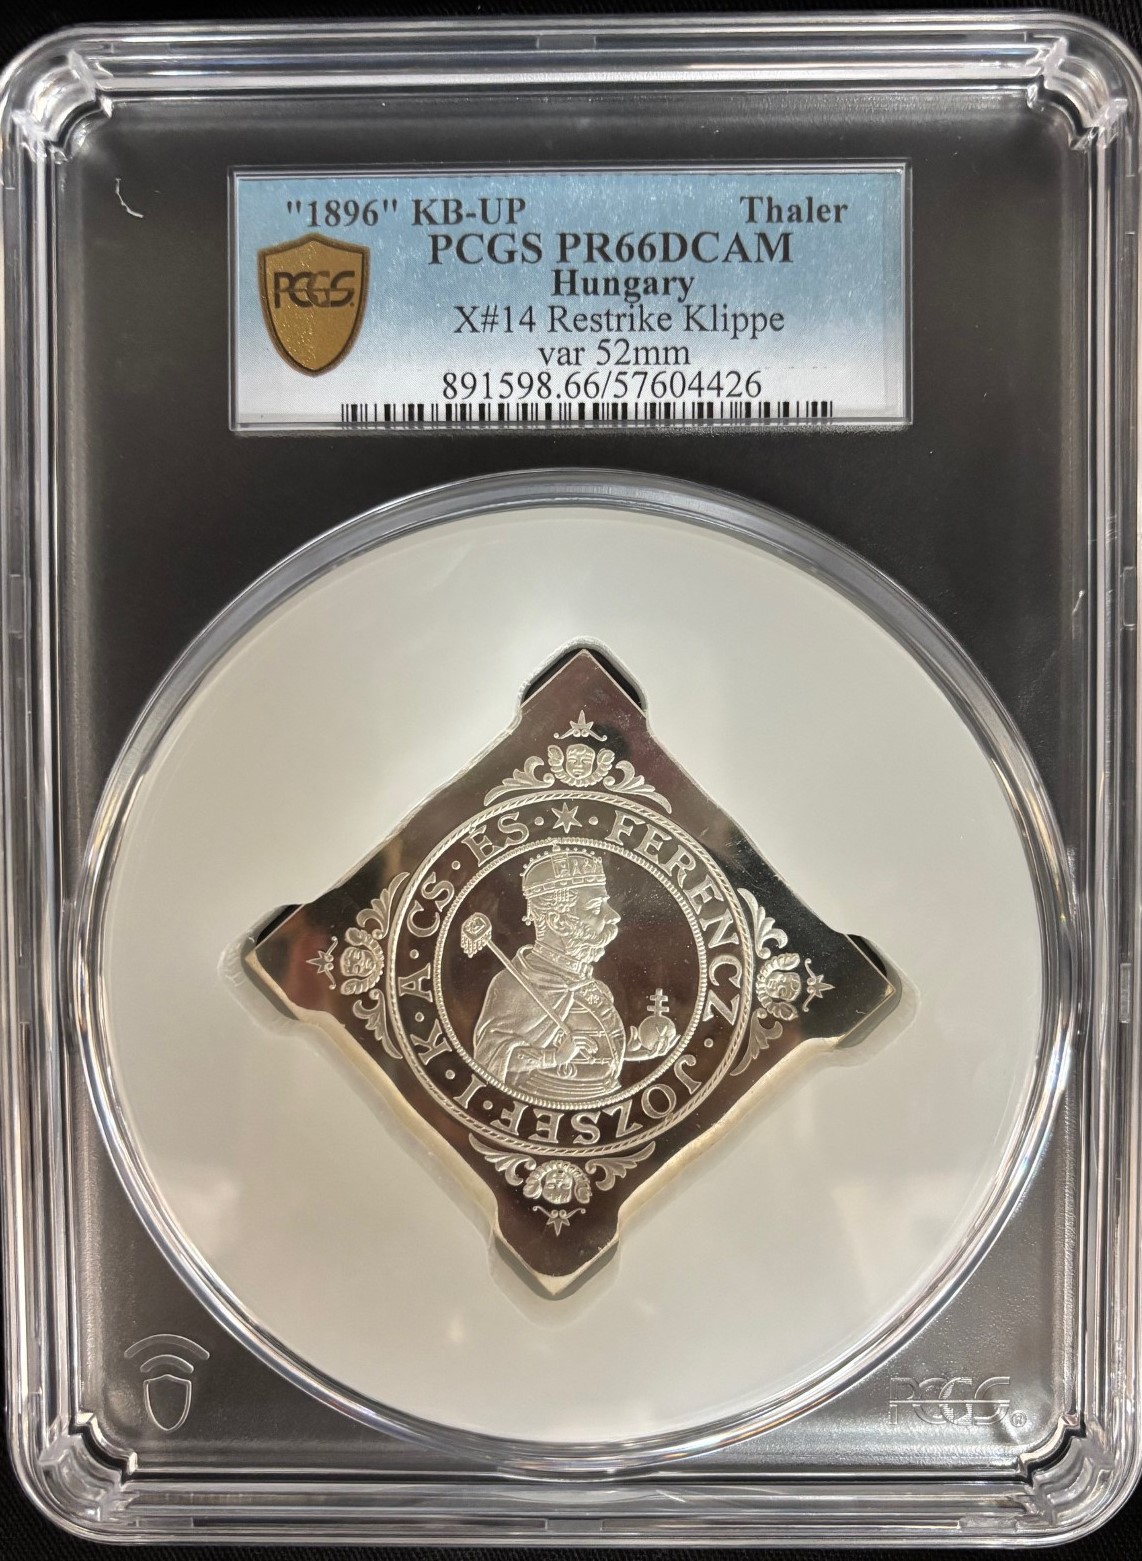 "1896" KB-UP Thaler
PCGS PR66DCAM
PCGS
Hungary
X#14 Restrike Klippe
var 52mm
891598.66/57604426
★ · FERENCZ · JOZSEF · I · K · A · CS · ES ·
PCGS®